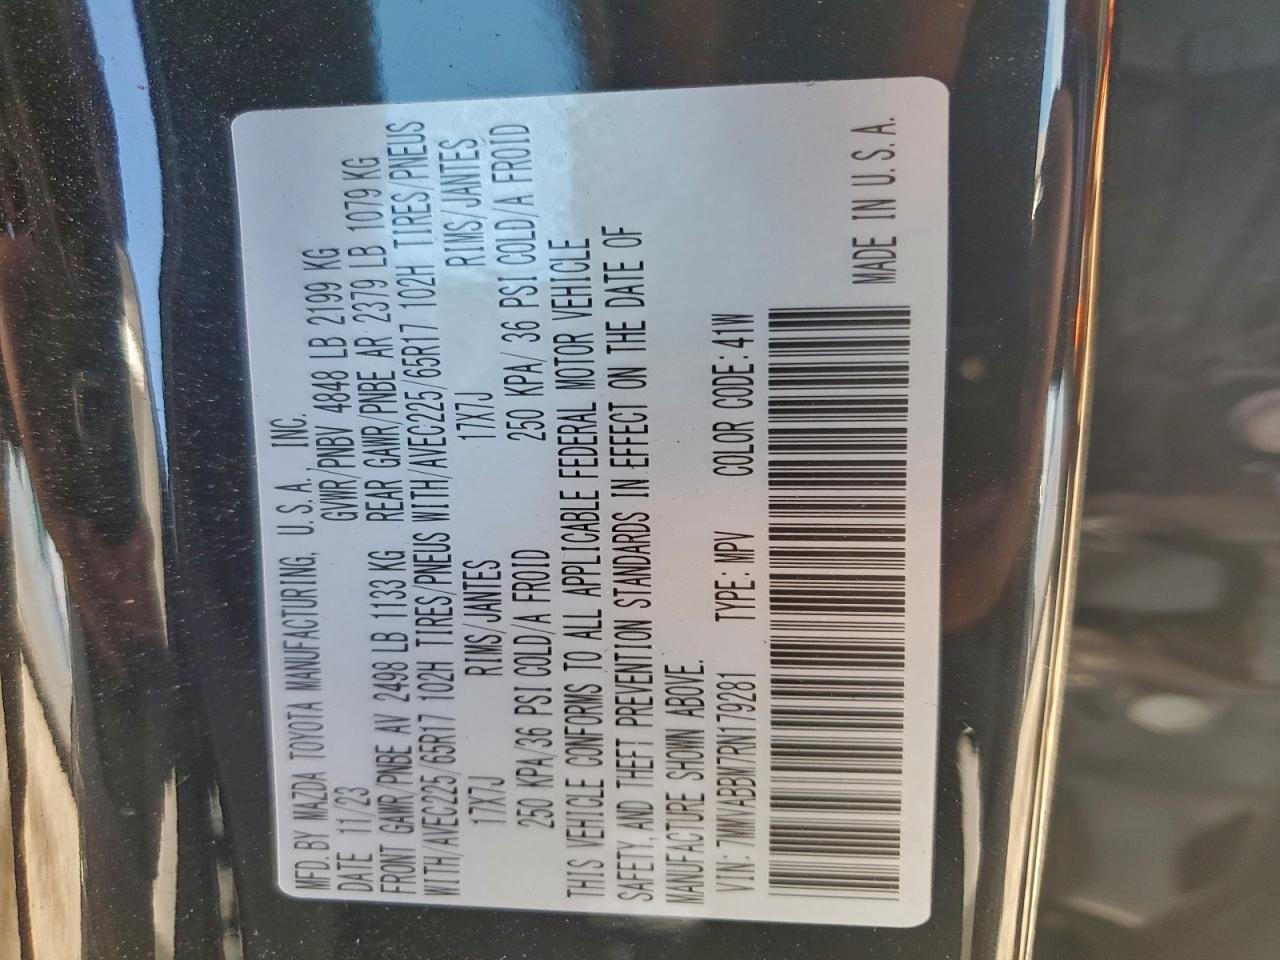 MFD. BY MAZDA TOYOTA MANUFACTURING, U.S.A., INC.
DATE 11/23 GVWR/PNBV 4848 LB 2199 KG
FRONT GAWR/PNBE AV 2498 LB 1133 KG REAR GAWR/PNBE AR 2379 LB 1079 KG
WITH/AVEC225/65R17 102H TIRES/PNEUS WITH/AVEC225/65R17 102H TIRES/PNEUS
17X7J RIMS/JANTES 17X7J RIMS/JANTES
250 KPA/36 PSI COLD/A FROID 250 KPA/ 36 PSI COLD/A FROID
THIS VEHICLE CONFORMS TO ALL APPLICABLE FEDERAL MOTOR VEHICLE
SAFETY, AND THEFT PREVENTION STANDARDS IN EFFECT ON THE DATE OF
MANUFACTURE SHOWN ABOVE.
VIN: 7MMVABBM7RN179281 TYPE: MPV COLOR CODE: 41W
MADE IN U.S.A.